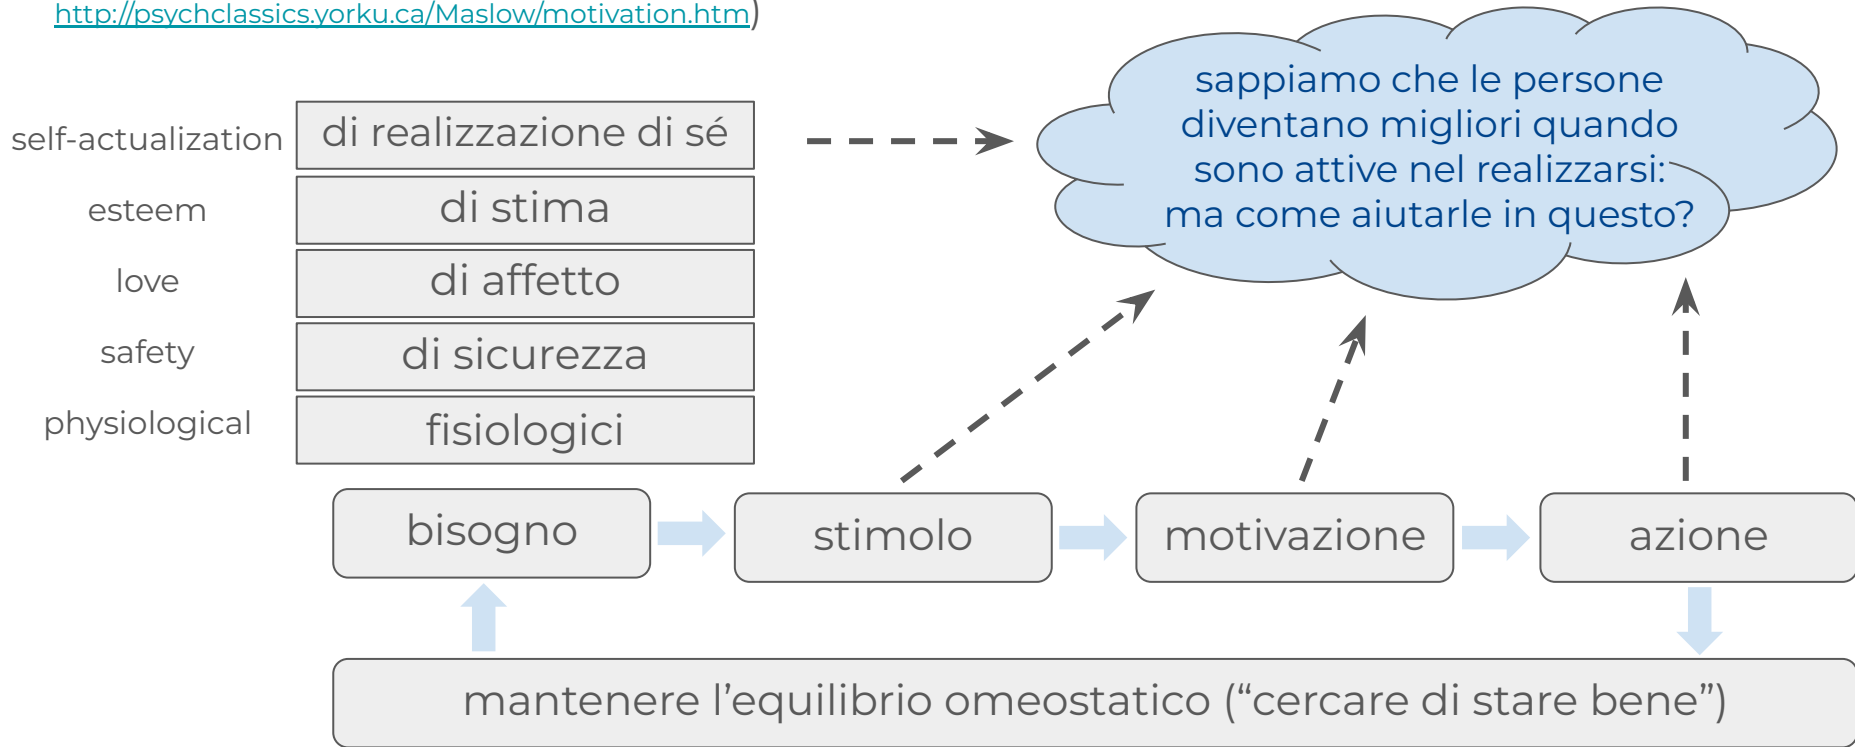 http://psychclassics.yorku.ca/Maslow/motivation.htm)
self-actualization
di realizzazione di sé
esteem
di stima
love
di affetto
safety
di sicurezza
physiological
fisiologici
sappiamo che le persone
diventano migliori quando
sono attive nel realizzarsi:
ma come aiutarle in questo?
bisogno
stimolo
motivazione
azione
mantenere l’equilibrio omeostatico (“cercare di stare bene”)